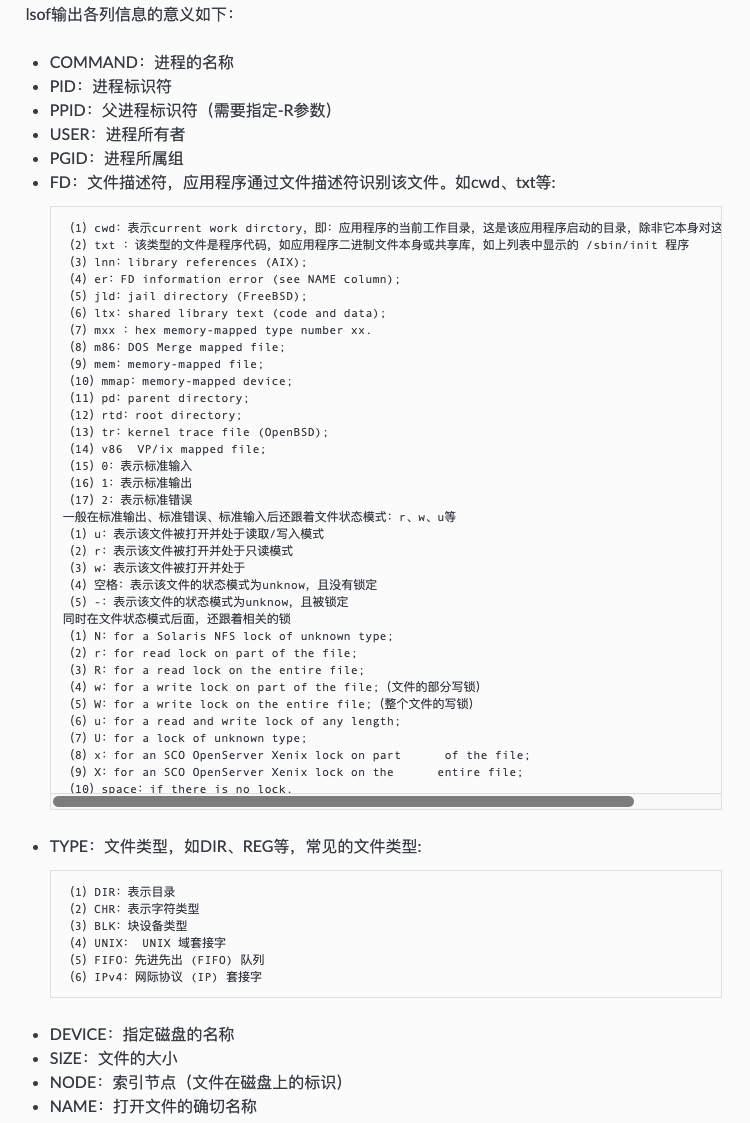 lsof输出各列信息的意义如下：
• COMMAND：进程的名称
• PID：进程标识符
• PPID：父进程标识符（需要指定-R参数）
• USER：进程所有者
• PGID：进程所属组
• FD：文件描述符，应用程序通过文件描述符识别该文件。如cwd、txt等:
（1）cwd：表示current work dirctory，即：应用程序的当前工作目录，这是该应用程序启动的目录，除非它本身对这
（2）txt ：该类型的文件是程序代码，如应用程序二进制文件本身或共享库，如上列表中显示的 /sbin/init 程序
（3）lnn：library references (AIX);
（4）er：FD information error (see NAME column);
（5）jld：jail directory (FreeBSD);
（6）ltx：shared library text (code and data);
（7）mxx ：hex memory-mapped type number xx.
（8）m86：DOS Merge mapped file;
（9）mem：memory-mapped file;
（10）mmap：memory-mapped device;
（11）pd：parent directory;
（12）rtd：root directory;
（13）tr：kernel trace file (OpenBSD);
（14）v86  VP/ix mapped file;
（15）0：表示标准输入
（16）1：表示标准输出
（17）2：表示标准错误
一般在标准输出、标准错误、标准输入后还跟着文件状态模式：r、w、u等
（1）u：表示该文件被打开并处于读取/写入模式
（2）r：表示该文件被打开并处于只读模式
（3）w：表示该文件被打开并处于
（4）空格：表示该文件的状态模式为unknow，且没有锁定
（5）-：表示该文件的状态模式为unknow，且被锁定
同时在文件状态模式后面，还跟着相关的锁
（1）N：for a Solaris NFS lock of unknown type;
（2）r：for read lock on part of the file;
（3）R：for a read lock on the entire file;
（4）w：for a write lock on part of the file;（文件的部分写锁）
（5）W：for a write lock on the entire file;（整个文件的写锁）
（6）u：for a read and write lock of any length;
（7）U：for a lock of unknown type;
（8）x：for an SCO OpenServer Xenix lock on part      of the file;
（9）X：for an SCO OpenServer Xenix lock on the      entire file;
（10）space：if there is no lock.
• TYPE：文件类型，如DIR、REG等，常见的文件类型:
（1）DIR：表示目录
（2）CHR：表示字符类型
（3）BLK：块设备类型
（4）UNIX： UNIX 域套接字
（5）FIFO：先进先出 (FIFO) 队列
（6）IPv4：网际协议 (IP) 套接字
• DEVICE：指定磁盘的名称
• SIZE：文件的大小
• NODE：索引节点（文件在磁盘上的标识）
• NAME：打开文件的确切名称